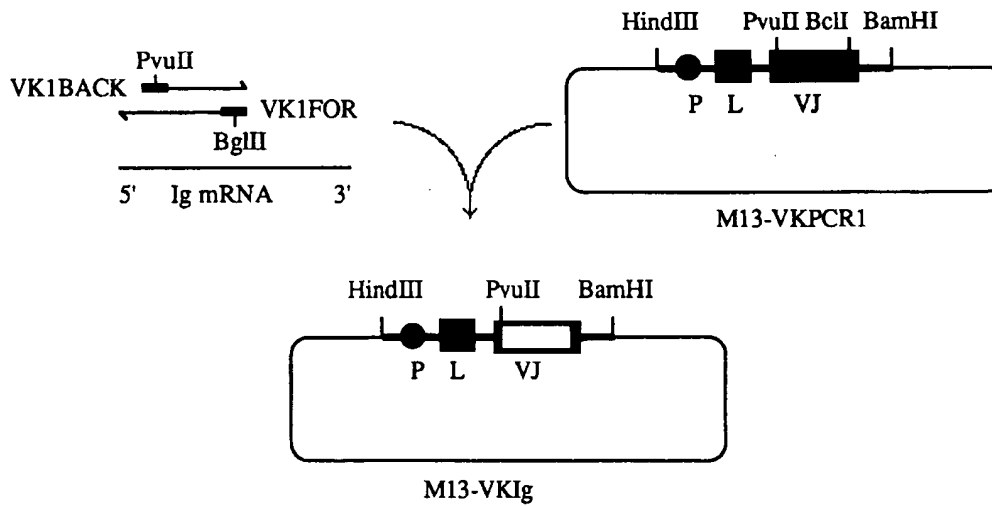 PvuII
VK1BACK
VK1FOR
BglII
5' Ig mRNA 3'
HindIII PvuII BclI BamHI
P L VJ
M13-VKPCR1
HindIII PvuII BamHI
P L VJ
M13-VKIg